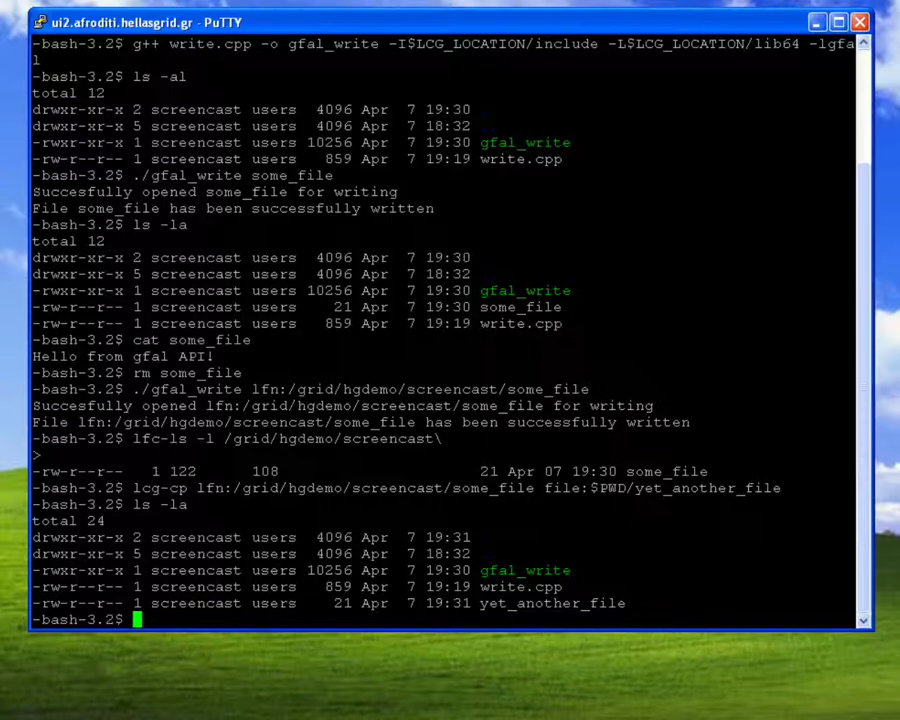 ui2.afroditi.hellasgrid.gr - PuTTY
-bash-3.2$ g++ write.cpp -o gfal_write -I$LCG_LOCATION/include -L$LCG_LOCATION/lib64 -lgfa
l
-bash-3.2$ ls -al
total 12
drwxr-xr-x 2 screencast users  4096 Apr  7 19:30
drwxr-xr-x 5 screencast users  4096 Apr  7 18:32
-rwxr-xr-x 1 screencast users 10256 Apr  7 19:30 gfal_write
-rw-r--r-- 1 screencast users   859 Apr  7 19:19 write.cpp
-bash-3.2$ ./gfal_write some_file
Succesfully opened some_file for writing
File some_file has been successfully written
-bash-3.2$ ls -la
total 12
drwxr-xr-x 2 screencast users  4096 Apr  7 19:30
drwxr-xr-x 5 screencast users  4096 Apr  7 18:32
-rwxr-xr-x 1 screencast users 10256 Apr  7 19:30 gfal_write
-rw-r--r-- 1 screencast users    21 Apr  7 19:30 some_file
-rw-r--r-- 1 screencast users   859 Apr  7 19:19 write.cpp
-bash-3.2$ cat some_file
Hello from gfal API!
-bash-3.2$ rm some_file
-bash-3.2$ ./gfal_write lfn:/grid/hgdemo/screencast/some_file
Succesfully opened lfn:/grid/hgdemo/screencast/some_file for writing
File lfn:/grid/hgdemo/screencast/some_file has been successfully written
-bash-3.2$ lfc-ls -l /grid/hgdemo/screencast\
>
-rw-r--r--   1 122      108                      21 Apr 07 19:30 some_file
-bash-3.2$ lcg-cp lfn:/grid/hgdemo/screencast/some_file file:$PWD/yet_another_file
-bash-3.2$ ls -la
total 24
drwxr-xr-x 2 screencast users  4096 Apr  7 19:31
drwxr-xr-x 5 screencast users  4096 Apr  7 18:32
-rwxr-xr-x 1 screencast users 10256 Apr  7 19:30 gfal_write
-rw-r--r-- 1 screencast users   859 Apr  7 19:19 write.cpp
-rw-r--r-- 1 screencast users    21 Apr  7 19:31 yet_another_file
-bash-3.2$